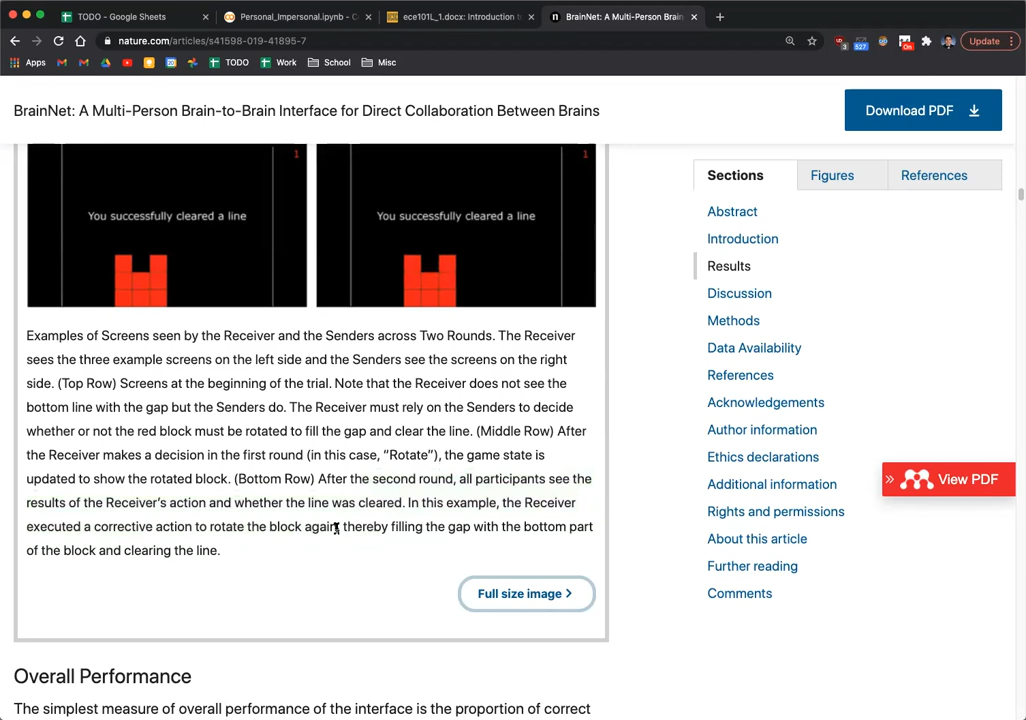 TODO - Google Sheets
Personal_Impersonal.ipynb - C
ece101L_1.docx: Introduction t
BrainNet: A Multi-Person Brain
nature.com/articles/s41598-019-41895-7
3
527
On
Update
Apps
20
TODO
Work
School
Misc
BrainNet: A Multi-Person Brain-to-Brain Interface for Direct Collaboration Between Brains
Download PDF
1
You successfully cleared a line
1
You successfully cleared a line
Examples of Screens seen by the Receiver and the Senders across Two Rounds. The Receiver
sees the three example screens on the left side and the Senders see the screens on the right
side. (Top Row) Screens at the beginning of the trial. Note that the Receiver does not see the
bottom line with the gap but the Senders do. The Receiver must rely on the Senders to decide
whether or not the red block must be rotated to fill the gap and clear the line. (Middle Row) After
the Receiver makes a decision in the first round (in this case, “Rotate”), the game state is
updated to show the rotated block. (Bottom Row) After the second round, all participants see the
results of the Receiver’s action and whether the line was cleared. In this example, the Receiver
executed a corrective action to rotate the block again, thereby filling the gap with the bottom part
of the block and clearing the line.
Full size image
Overall Performance
The simplest measure of overall performance of the interface is the proportion of correct
Sections
Figures
References
Abstract
Introduction
Results
Discussion
Methods
Data Availability
References
Acknowledgements
Author information
Ethics declarations
Additional information
Rights and permissions
About this article
Further reading
Comments
» View PDF